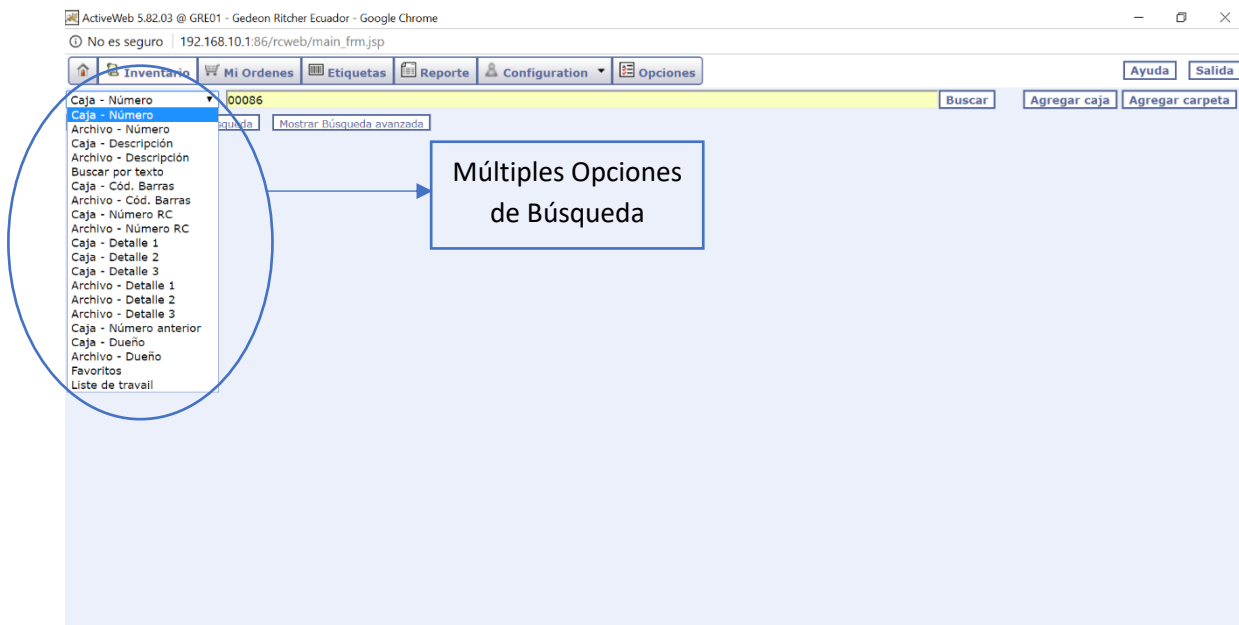 ActiveWeb 5.82.03 @ GRE01 - Gedeon Ritcher Ecuador - Google Chrome
No es seguro | 192.168.10.1:86/rcweb/main_frm.jsp
Inventario Mi Ordenes Etiquetas Reporte Configuration Opciones Ayuda Salida
Caja - Número 00086 Buscar Agregar caja Agregar carpeta
Mostrar Búsqueda avanzada
Caja - Número
Archivo - Número
Caja - Descripción
Archivo - Descripción
Buscar por texto
Caja - Cód. Barras
Archivo - Cód. Barras
Caja - Número RC
Archivo - Número RC
Caja - Detalle 1
Caja - Detalle 2
Caja - Detalle 3
Archivo - Detalle 1
Archivo - Detalle 2
Archivo - Detalle 3
Caja - Número anterior
Caja - Dueño
Archivo - Dueño
Favoritos
Liste de travail
Múltiples Opciones
de Búsqueda